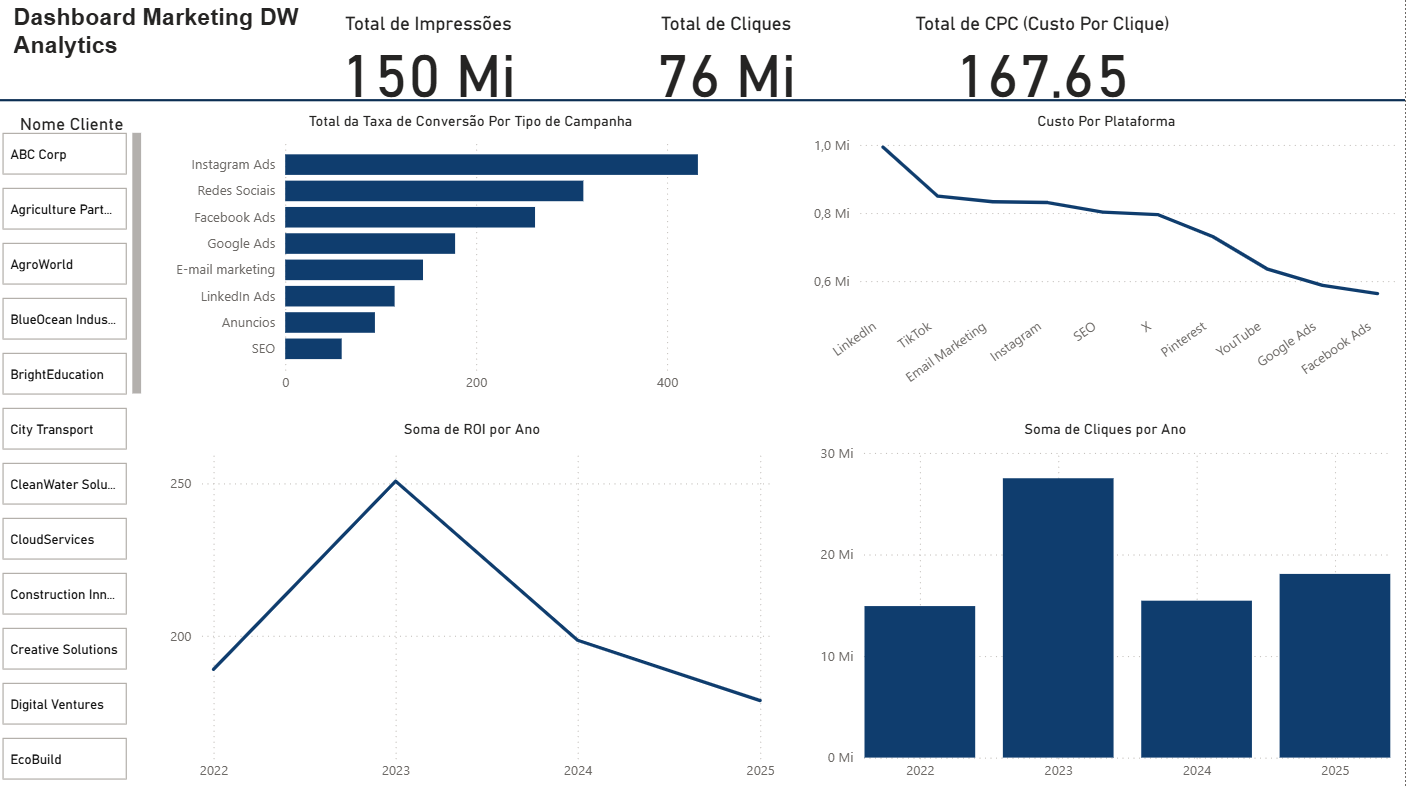 Dashboard Marketing DW
Analytics
Total de Impressões
150 Mi
Total de Cliques
76 Mi
Total de CPC (Custo Por Clique)
167.65
Nome Cliente
ABC Corp
Agriculture Part...
AgroWorld
BlueOcean Indus...
BrightEducation
City Transport
CleanWater Solu...
CloudServices
Construction Inn...
Creative Solutions
Digital Ventures
EcoBuild
Total da Taxa de Conversão Por Tipo de Campanha
Instagram Ads
Redes Sociais
Facebook Ads
Google Ads
E-mail marketing
LinkedIn Ads
Anuncios
SEO
0 200 400
Custo Por Plataforma
1,0 Mi
0,8 Mi
0,6 Mi
LinkedIn
TikTok
Email Marketing
Instagram
SEO
X
Pinterest
YouTube
Google Ads
Facebook Ads
Soma de ROI por Ano
250
200
2022 2023 2024 2025
Soma de Cliques por Ano
30 Mi
20 Mi
10 Mi
0 Mi
2022 2023 2024 2025